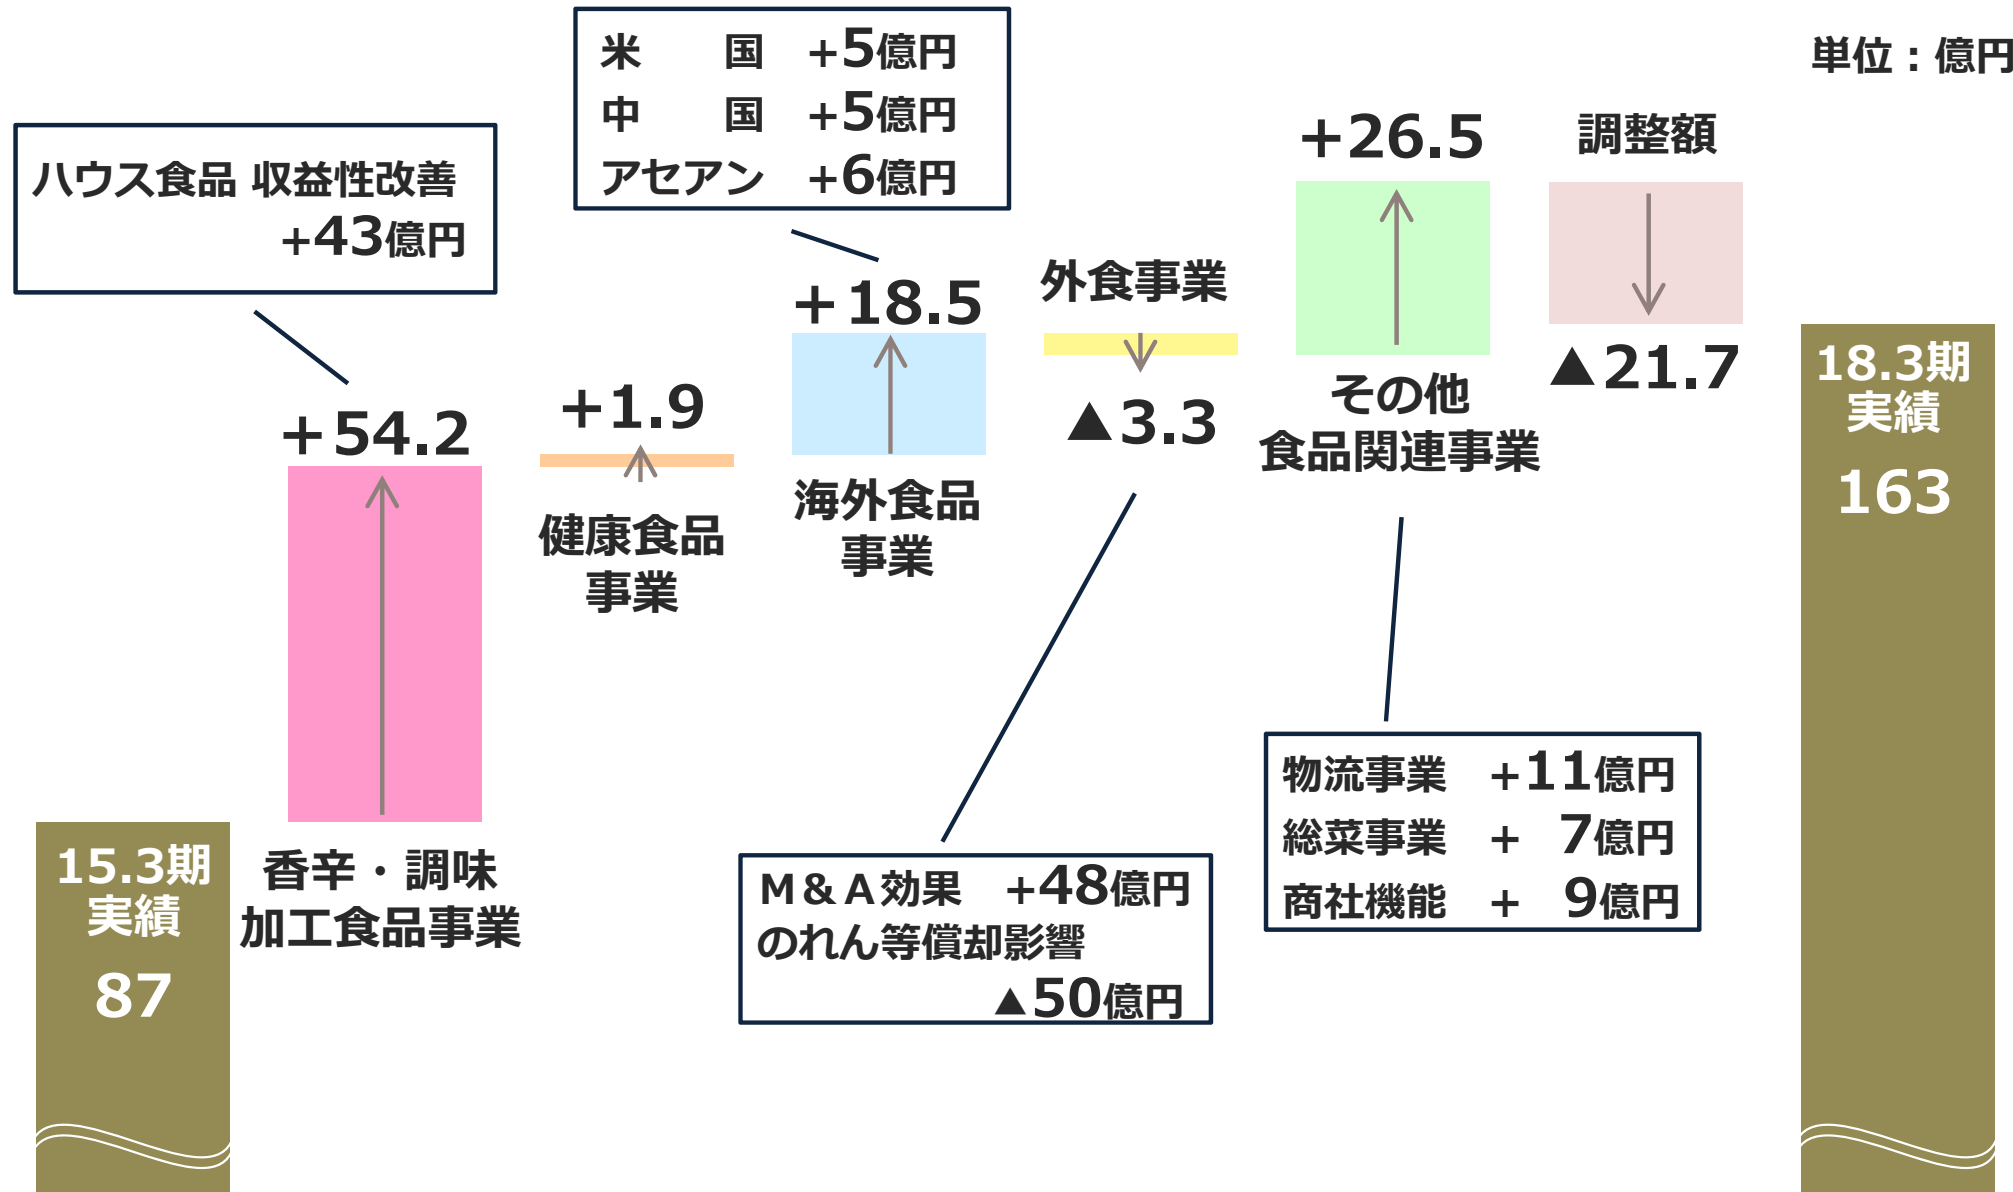 単位：億円
米　　国　+5億円
中　　国　+5億円
アセアン　+6億円
ハウス食品 収益性改善
+43億円
+54.2
香辛・調味
加工食品事業
+1.9
健康食品
事業
+18.5
海外食品
事業
外食事業
▲3.3
+26.5
その他
食品関連事業
調整額
▲21.7
15.3期
実績
87
18.3期
実績
163
Ｍ＆Ａ効果　+48億円
のれん等償却影響
▲50億円
物流事業　+11億円
総菜事業　+　7億円
商社機能　+　9億円